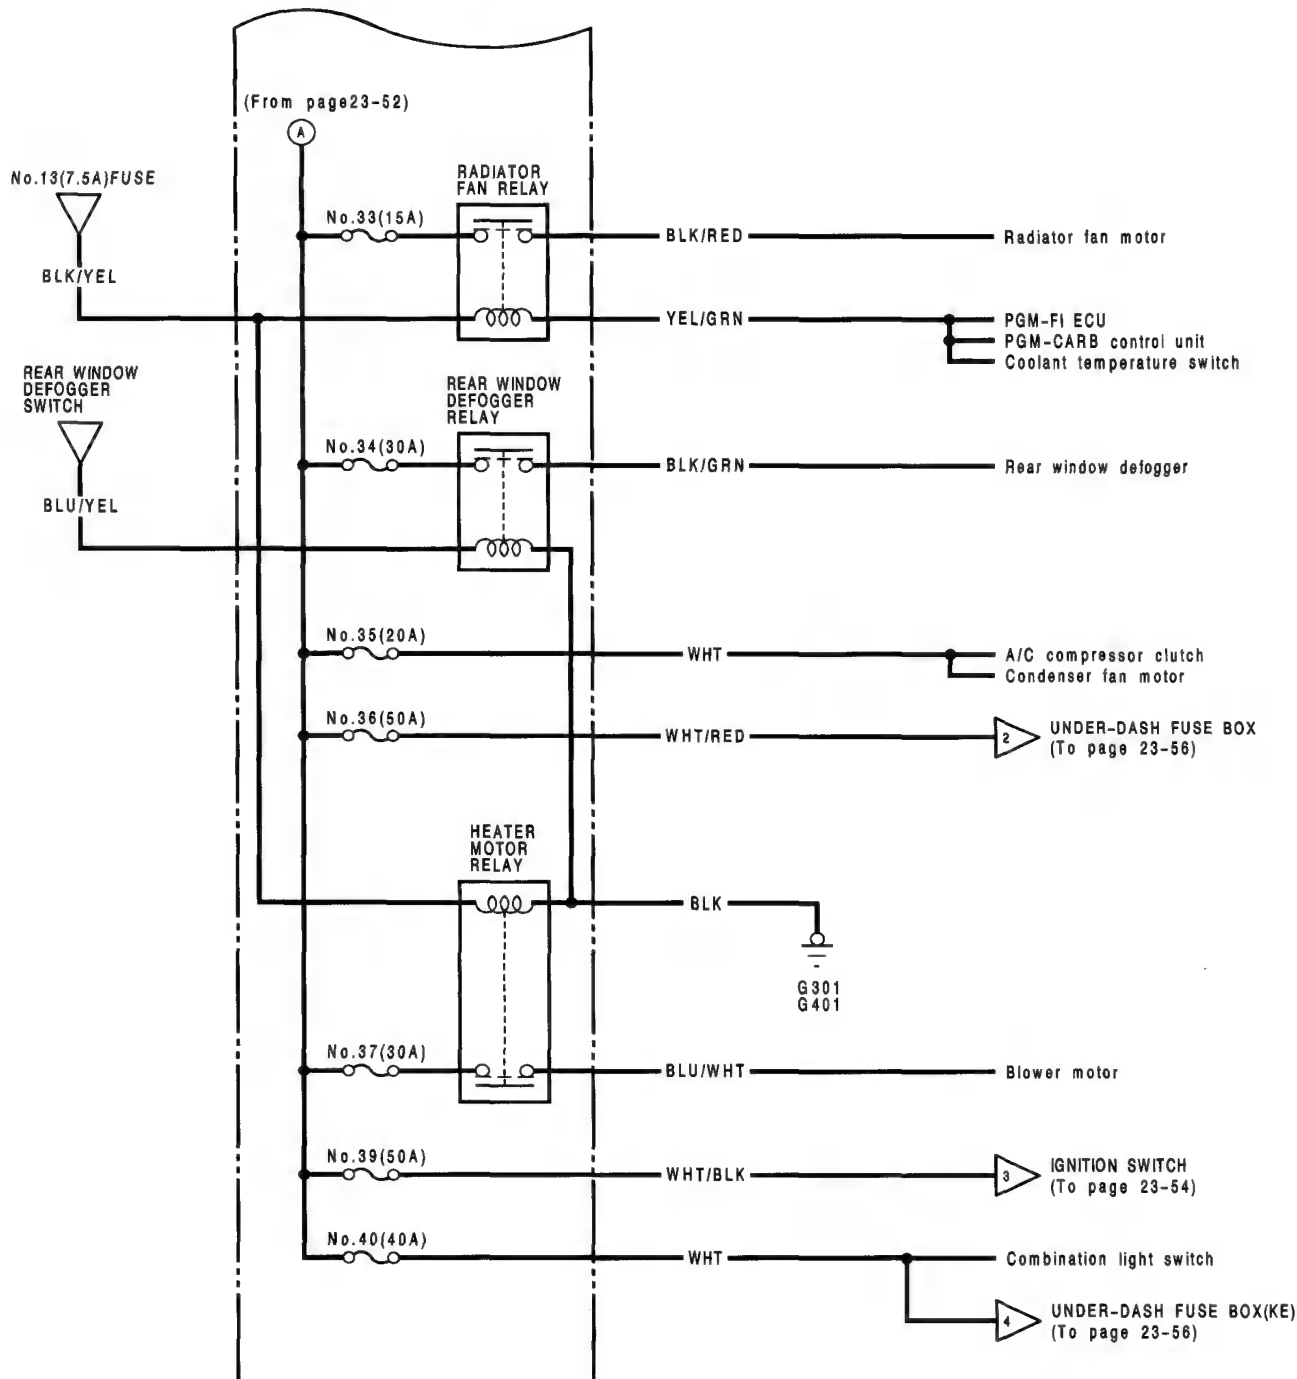 (From page23-52)
A
No.13(7.5A)FUSE
BLK/YEL
RADIATOR
FAN RELAY
No.33(15A)
BLK/RED
Radiator fan motor
YEL/GRN
PGM-FI ECU
PGM-CARB control unit
Coolant temperature switch
REAR WINDOW
DEFOGGER
SWITCH
BLU/YEL
REAR WINDOW
DEFOGGER
RELAY
No.34(30A)
BLK/GRN
Rear window defogger
No.35(20A)
WHT
A/C compressor clutch
Condenser fan motor
No.36(50A)
WHT/RED
2
UNDER-DASH FUSE BOX
(To page 23-56)
HEATER
MOTOR
RELAY
BLK
G301
G401
No.37(30A)
BLU/WHT
Blower motor
No.39(50A)
WHT/BLK
3
IGNITION SWITCH
(To page 23-54)
No.40(40A)
WHT
Combination light switch
4
UNDER-DASH FUSE BOX(KE)
(To page 23-56)